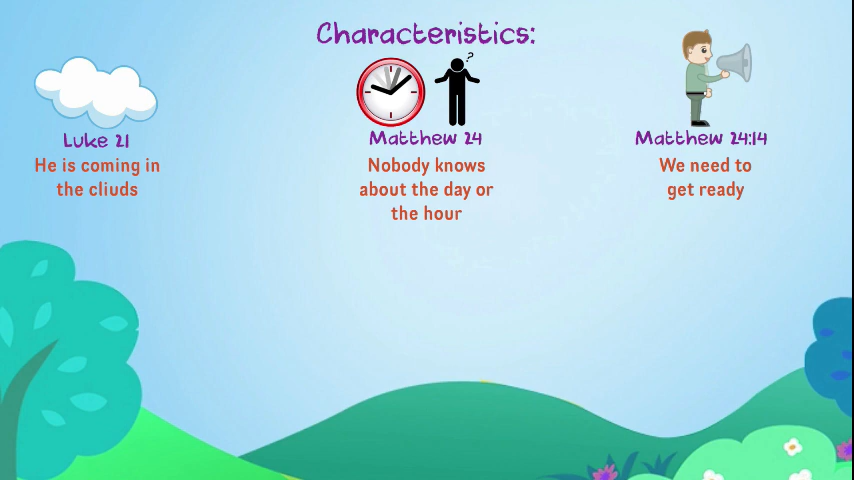 Characteristics:
?
Luke 21
He is coming in
the cliuds
Matthew 24
Nobody knows
about the day or
the hour
Matthew 24:14
We need to
get ready